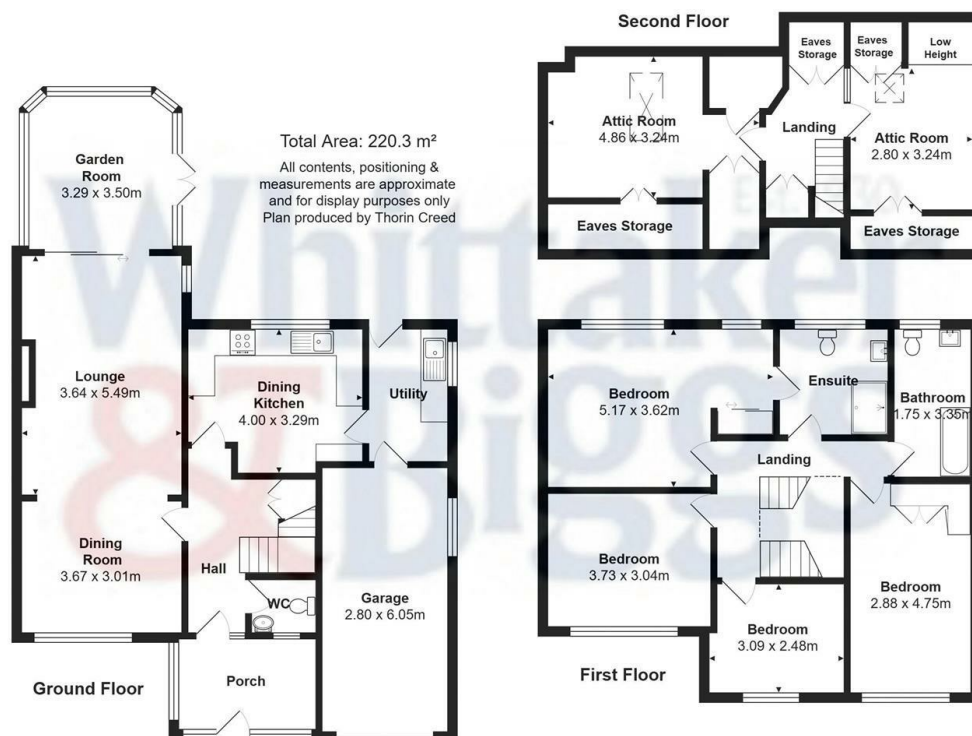 Second Floor
Eaves
Storage
Eaves
Storage
Low
Height
Attic Room
4.86 x 3.24m
Landing
Attic Room
2.80 x 3.24m
Eaves Storage
Eaves Storage
Total Area: 220.3 m²
All contents, positioning &
measurements are approximate
and for display purposes only
Plan produced by Thorin Creed
Garden
Room
3.29 x 3.50m
Lounge
3.64 x 5.49m
Dining
Kitchen
4.00 x 3.29m
Utility
Dining
Room
3.67 x 3.01m
Hall
WC
Garage
2.80 x 6.05m
Porch
Ground Floor
Bedroom
5.17 x 3.62m
Ensuite
Bathroom
1.75 x 3.35m
Landing
Bedroom
3.73 x 3.04m
Bedroom
2.88 x 4.75m
Bedroom
3.09 x 2.48m
First Floor
Whittaker
& Biggs
EST. 1930